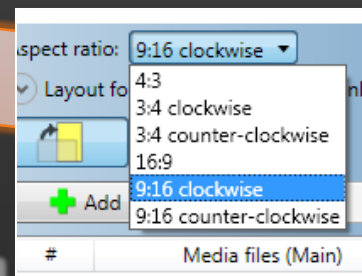 Aspect ratio: 9:16 clockwise
Layout fo
4:3
3:4 clockwise
3:4 counter-clockwise
16:9
9:16 clockwise
9:16 counter-clockwise
Add
# Media files (Main)